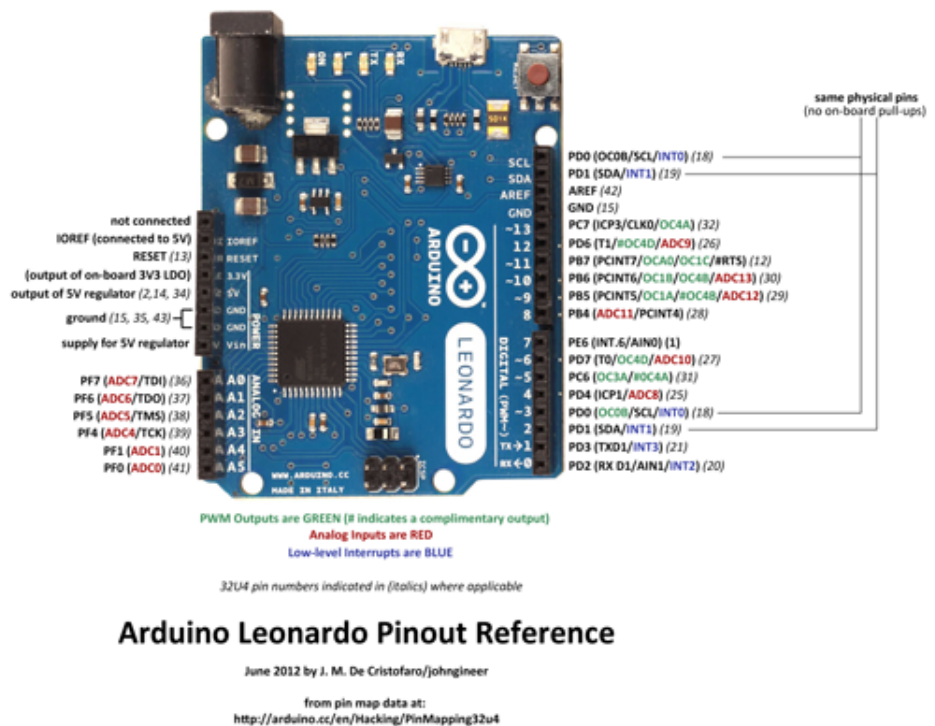 ON
L
TX
RX
RESET
same physical pins
(no on-board pull-ups)
SCL
SDA
AREF
GND
~13
12
~11
~10
~9
8
7
~6
~5
4
~3
2
TX→1
RX←0
ARDUINO
LEONARDO
DIGITAL (PWM~)
PD0 (OC0B/SCL/INT0) (18)
PD1 (SDA/INT1) (19)
AREF (42)
GND (15)
PC7 (ICP3/CLK0/OC4A) (32)
PD6 (T1/#OC4D/ADC9) (26)
PB7 (PCINT7/OCA0/OC1C/#RTS) (12)
PB6 (PCINT6/OC1B/OC4B/ADC13) (30)
PB5 (PCINT5/OC1A/#OC4B/ADC12) (29)
PB4 (ADC11/PCINT4) (28)
PE6 (INT.6/AIN0) (1)
PD7 (T0/OC4D/ADC10) (27)
PC6 (OC3A/#0C4A) (31)
PD4 (ICP1/ADC8) (25)
PD0 (OC0B/SCL/INT0) (18)
PD1 (SDA/INT1) (19)
PD3 (TXD1/INT3) (21)
PD2 (RX D1/AIN1/INT2) (20)
not connected
IOREF (connected to 5V)
RESET (13)
(output of on-board 3V3 LDO)
output of 5V regulator (2,14, 34)
ground (15, 35, 43)
supply for 5V regulator
IOREF
RESET
3.3V
5V
GND
GND
Vin
POWER
PF7 (ADC7/TDI) (36)
PF6 (ADC6/TDO) (37)
PF5 (ADC5/TMS) (38)
PF4 (ADC4/TCK) (39)
PF1 (ADC1) (40)
PF0 (ADC0) (41)
A0
A1
A2
A3
A4
A5
ANALOG IN
ICSP
WWW.ARDUINO.CC
MADE IN ITALY
PWM Outputs are GREEN (# indicates a complimentary output)
Analog Inputs are RED
Low-level Interrupts are BLUE
32U4 pin numbers indicated in (italics) where applicable
Arduino Leonardo Pinout Reference
June 2012 by J. M. De Cristofaro/johngineer
from pin map data at:
http://arduino.cc/en/Hacking/PinMapping32u4